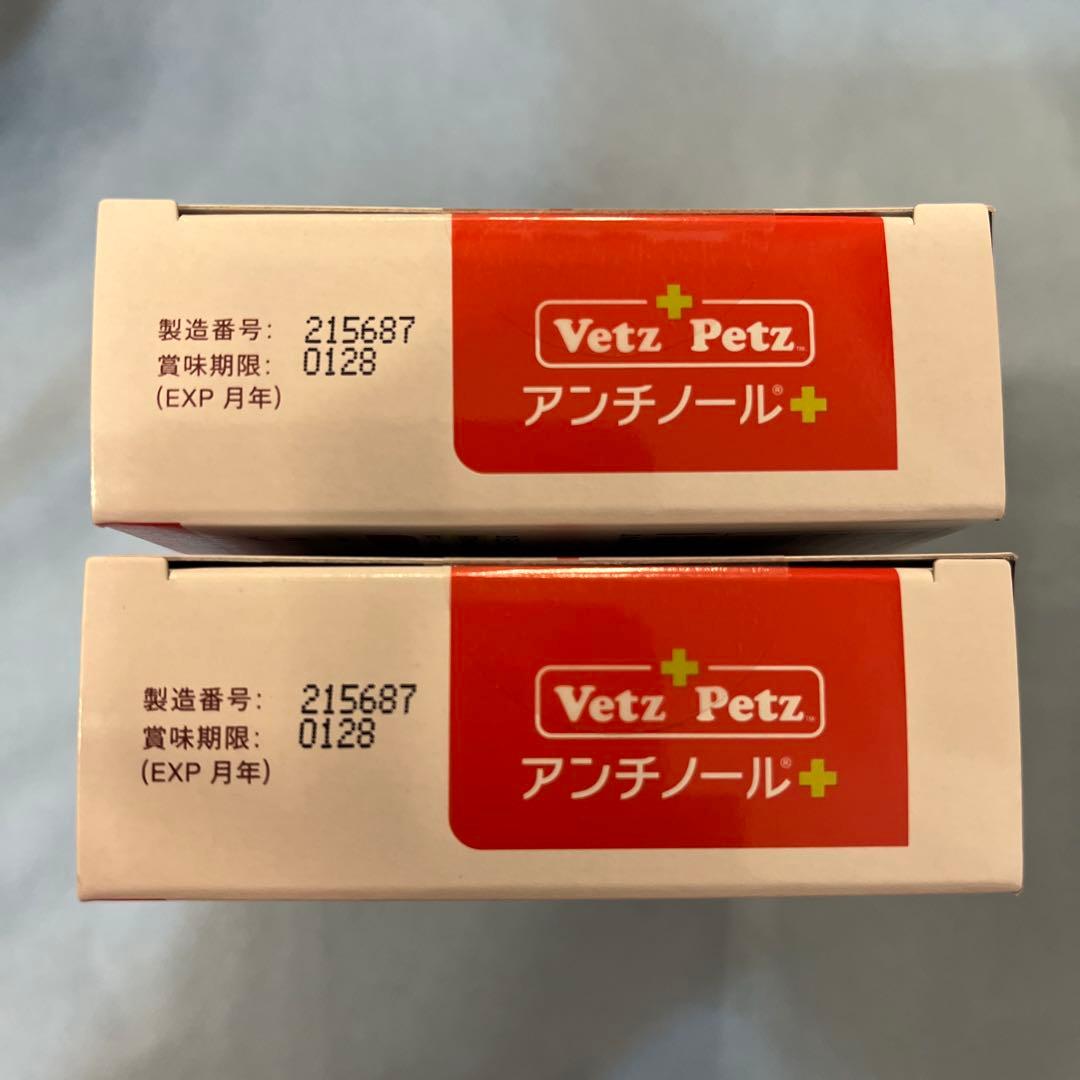 製造番号: 215687
賞味期限: 0128
(EXP 月年)
Vetz Petz™
アンチノール®+
製造番号: 215687
賞味期限: 0128
(EXP 月年)
Vetz Petz™
アンチノール®+